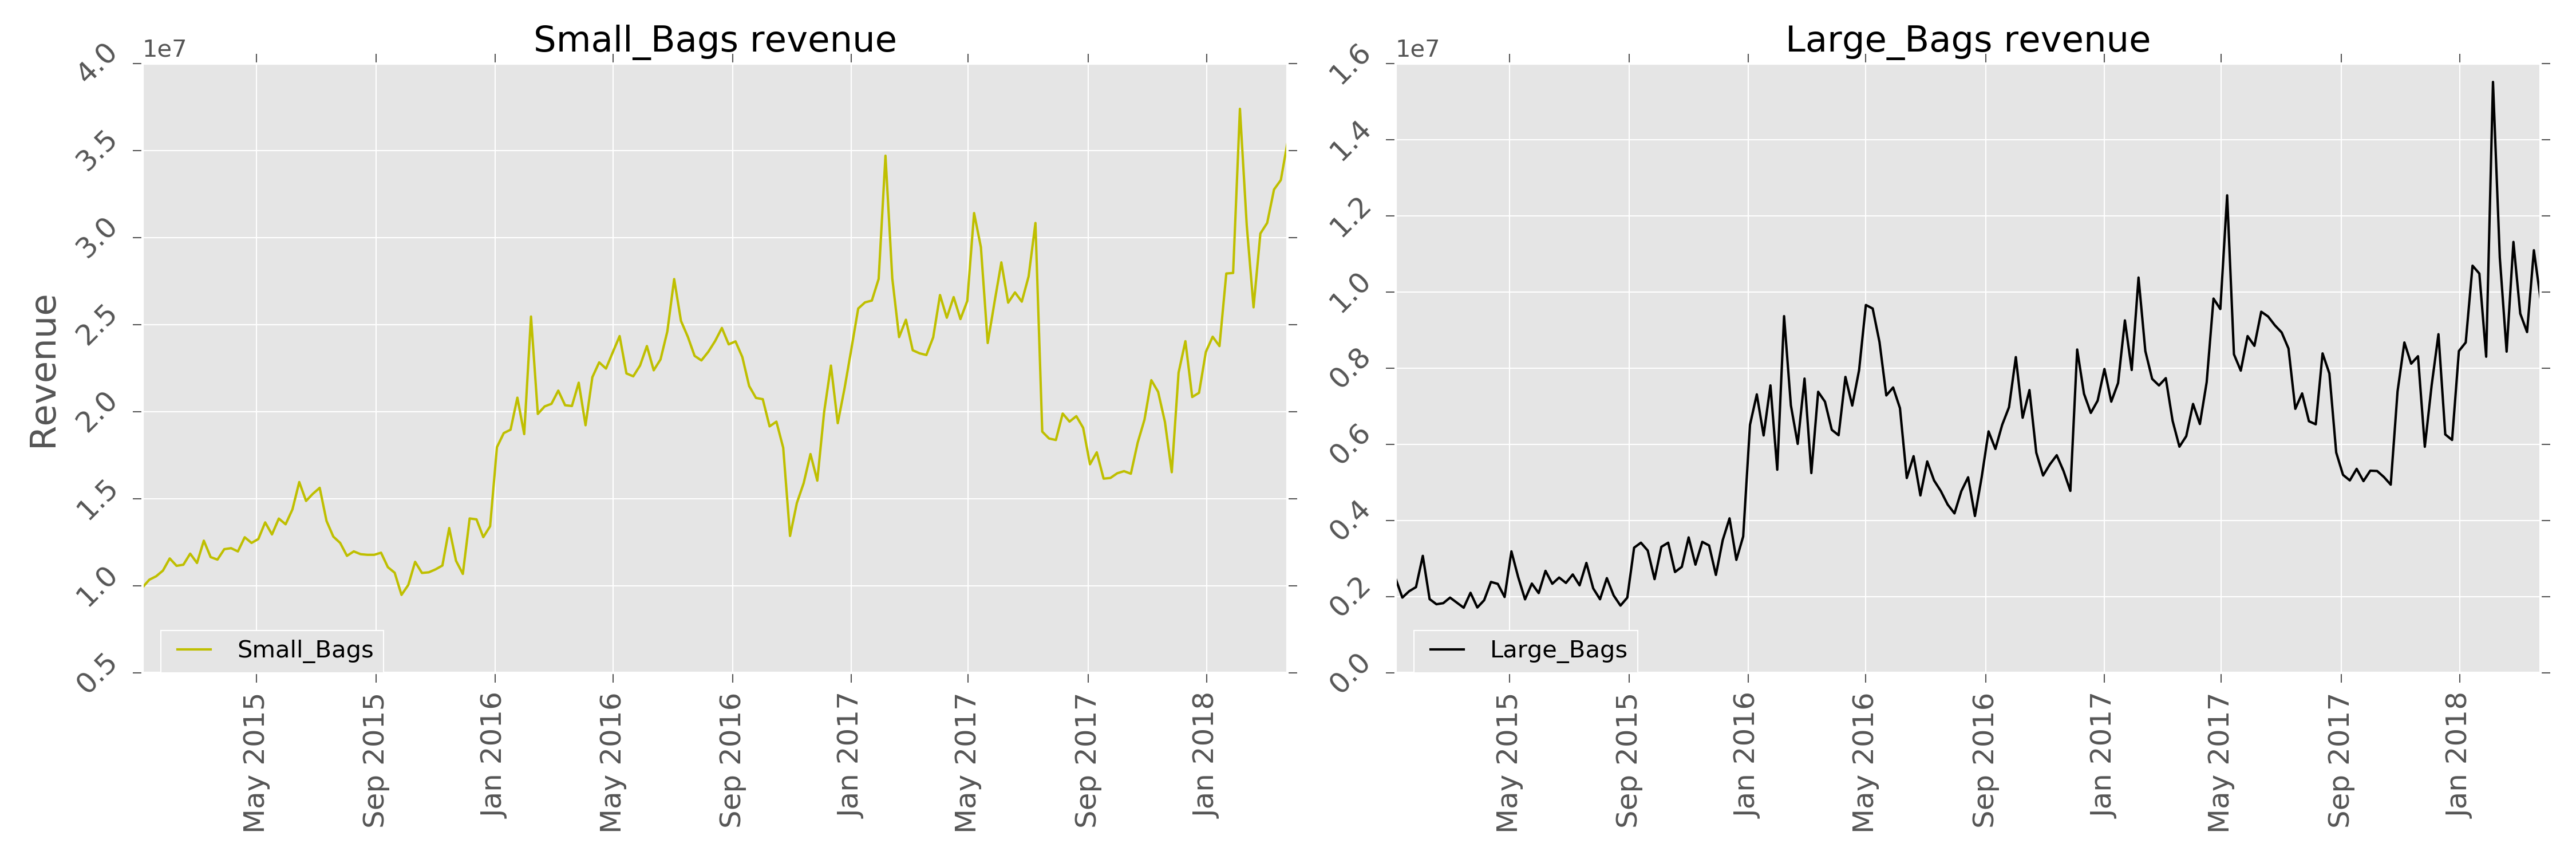 Small_Bags revenue
1e7
4.0
3.5
3.0
2.5
2.0
1.5
1.0
0.5
Revenue
Small_Bags
May 2015
Sep 2015
Jan 2016
May 2016
Sep 2016
Jan 2017
May 2017
Sep 2017
Jan 2018
Large_Bags revenue
1e7
1.6
1.4
1.2
1.0
0.8
0.6
0.4
0.2
0.0
Large_Bags
May 2015
Sep 2015
Jan 2016
May 2016
Sep 2016
Jan 2017
May 2017
Sep 2017
Jan 2018